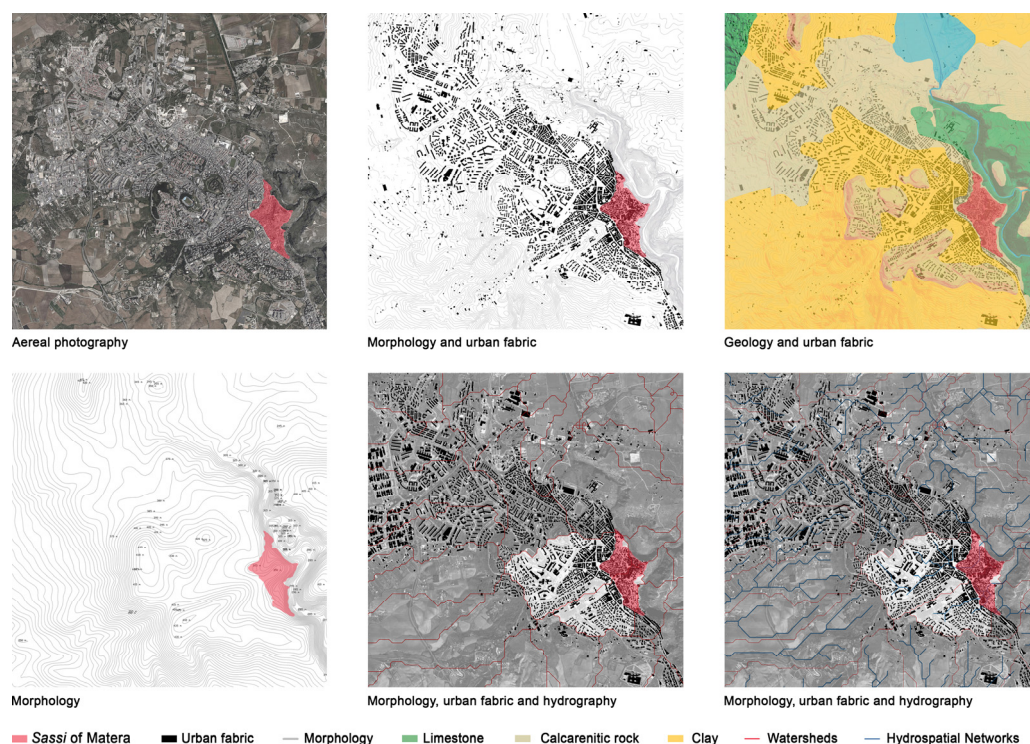 Aereal photography
Morphology and urban fabric
Geology and urban fabric
Morphology
Morphology, urban fabric and hydrography
Morphology, urban fabric and hydrography
Sassi of Matera
Urban fabric
Morphology
Limestone
Calcarenitic rock
Clay
Watersheds
Hydrospatial Networks